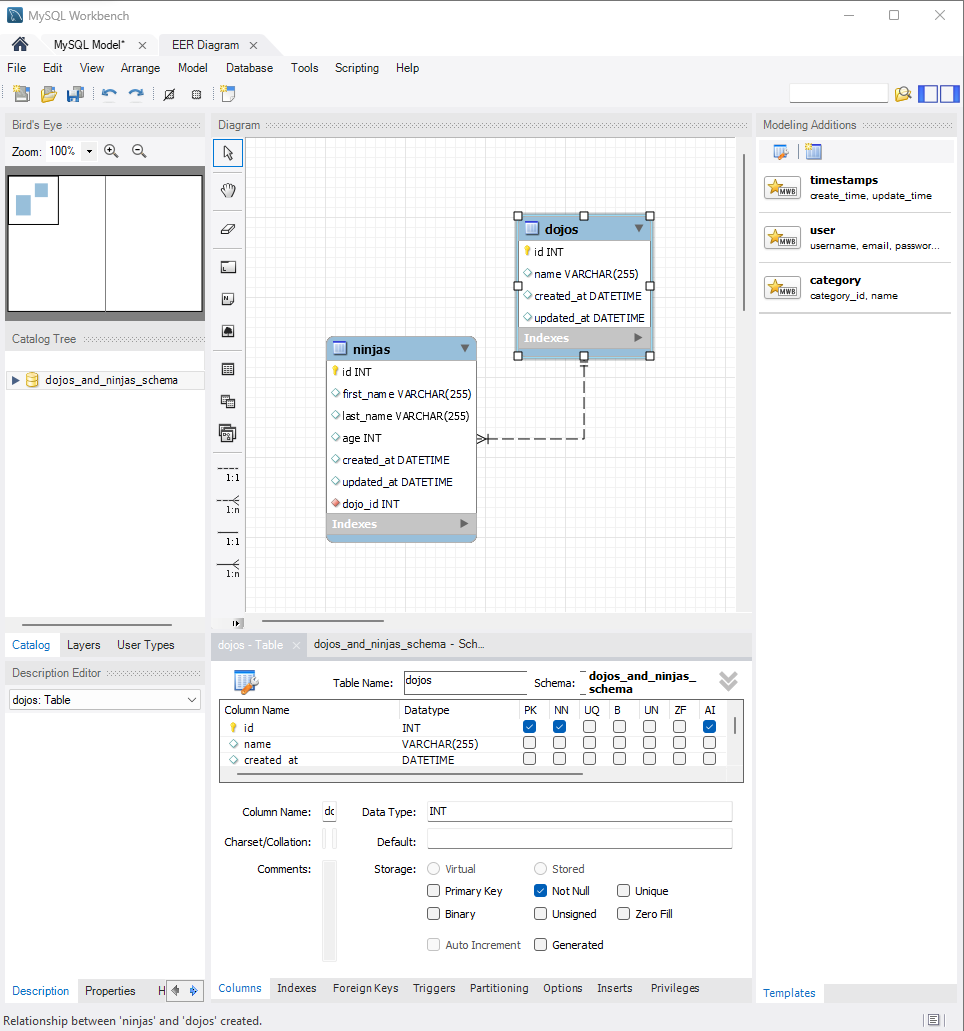 MySQL Workbench
MySQL Model* EER Diagram
File Edit View Arrange Model Database Tools Scripting Help
Bird's Eye
Zoom: 100%
Catalog Tree
dojos_and_ninjas_schema
Catalog Layers User Types
Description Editor
dojos: Table
Description Properties H
Diagram
1:1
1:n
1:1
1:n
dojos
id INT
name VARCHAR(255)
created_at DATETIME
updated_at DATETIME
Indexes
ninjas
id INT
first_name VARCHAR(255)
last_name VARCHAR(255)
age INT
created_at DATETIME
updated_at DATETIME
dojo_id INT
Indexes
Modeling Additions
MWB
timestamps
create_time, update_time
MWB
user
username, email, passwor...
MWB
category
category_id, name
Templates
dojos - Table dojos_and_ninjas_schema - Sch...
Table Name: dojos Schema: dojos_and_ninjas_
schema
Column Name Datatype PK NN UQ B UN ZF AI
id INT
name VARCHAR(255)
created_at DATETIME
Column Name: dc Data Type: INT
Charset/Collation: Default:
Comments: Storage: Virtual Stored
Primary Key Not Null Unique
Binary Unsigned Zero Fill
Auto Increment Generated
Columns Indexes Foreign Keys Triggers Partitioning Options Inserts Privileges
Relationship between 'ninjas' and 'dojos' created.